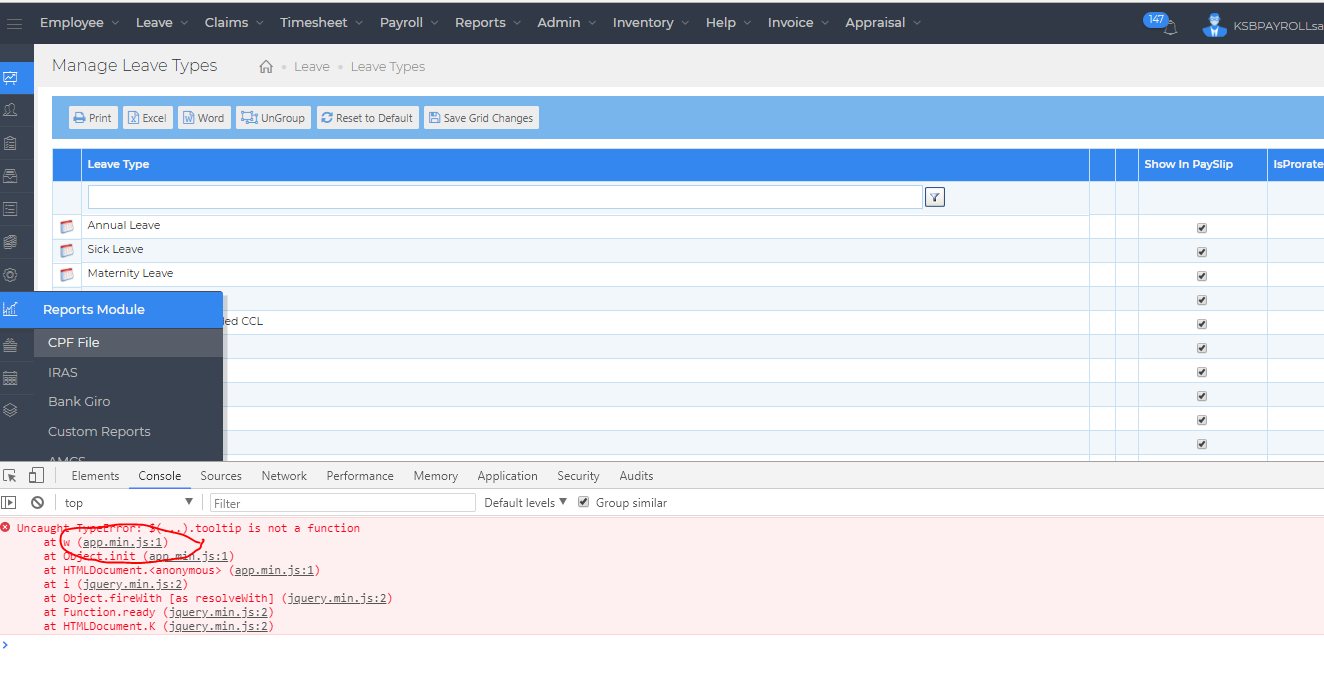 Employee Leave Claims Timesheet Payroll Reports Admin Inventory Help Invoice Appraisal 147 KSBPAYROLLsa
Manage Leave Types Leave Leave Types
Print Excel Word UnGroup Reset to Default Save Grid Changes
Leave Type Show In PaySlip IsProrate
Annual Leave
Sick Leave
Maternity Leave
Reports Module
led CCL
CPF File
IRAS
Bank Giro
Custom Reports
AMCS
Elements Console Sources Network Performance Memory Application Security Audits
top Filter Default levels Group similar
Uncaught TypeError: $(...).tooltip is not a function
at w (app.min.js:1)
at Object.init (app.min.js:1)
at HTMLDocument.<anonymous> (app.min.js:1)
at i (jquery.min.js:2)
at Object.fireWith [as resolveWith] (jquery.min.js:2)
at Function.ready (jquery.min.js:2)
at HTMLDocument.K (jquery.min.js:2)